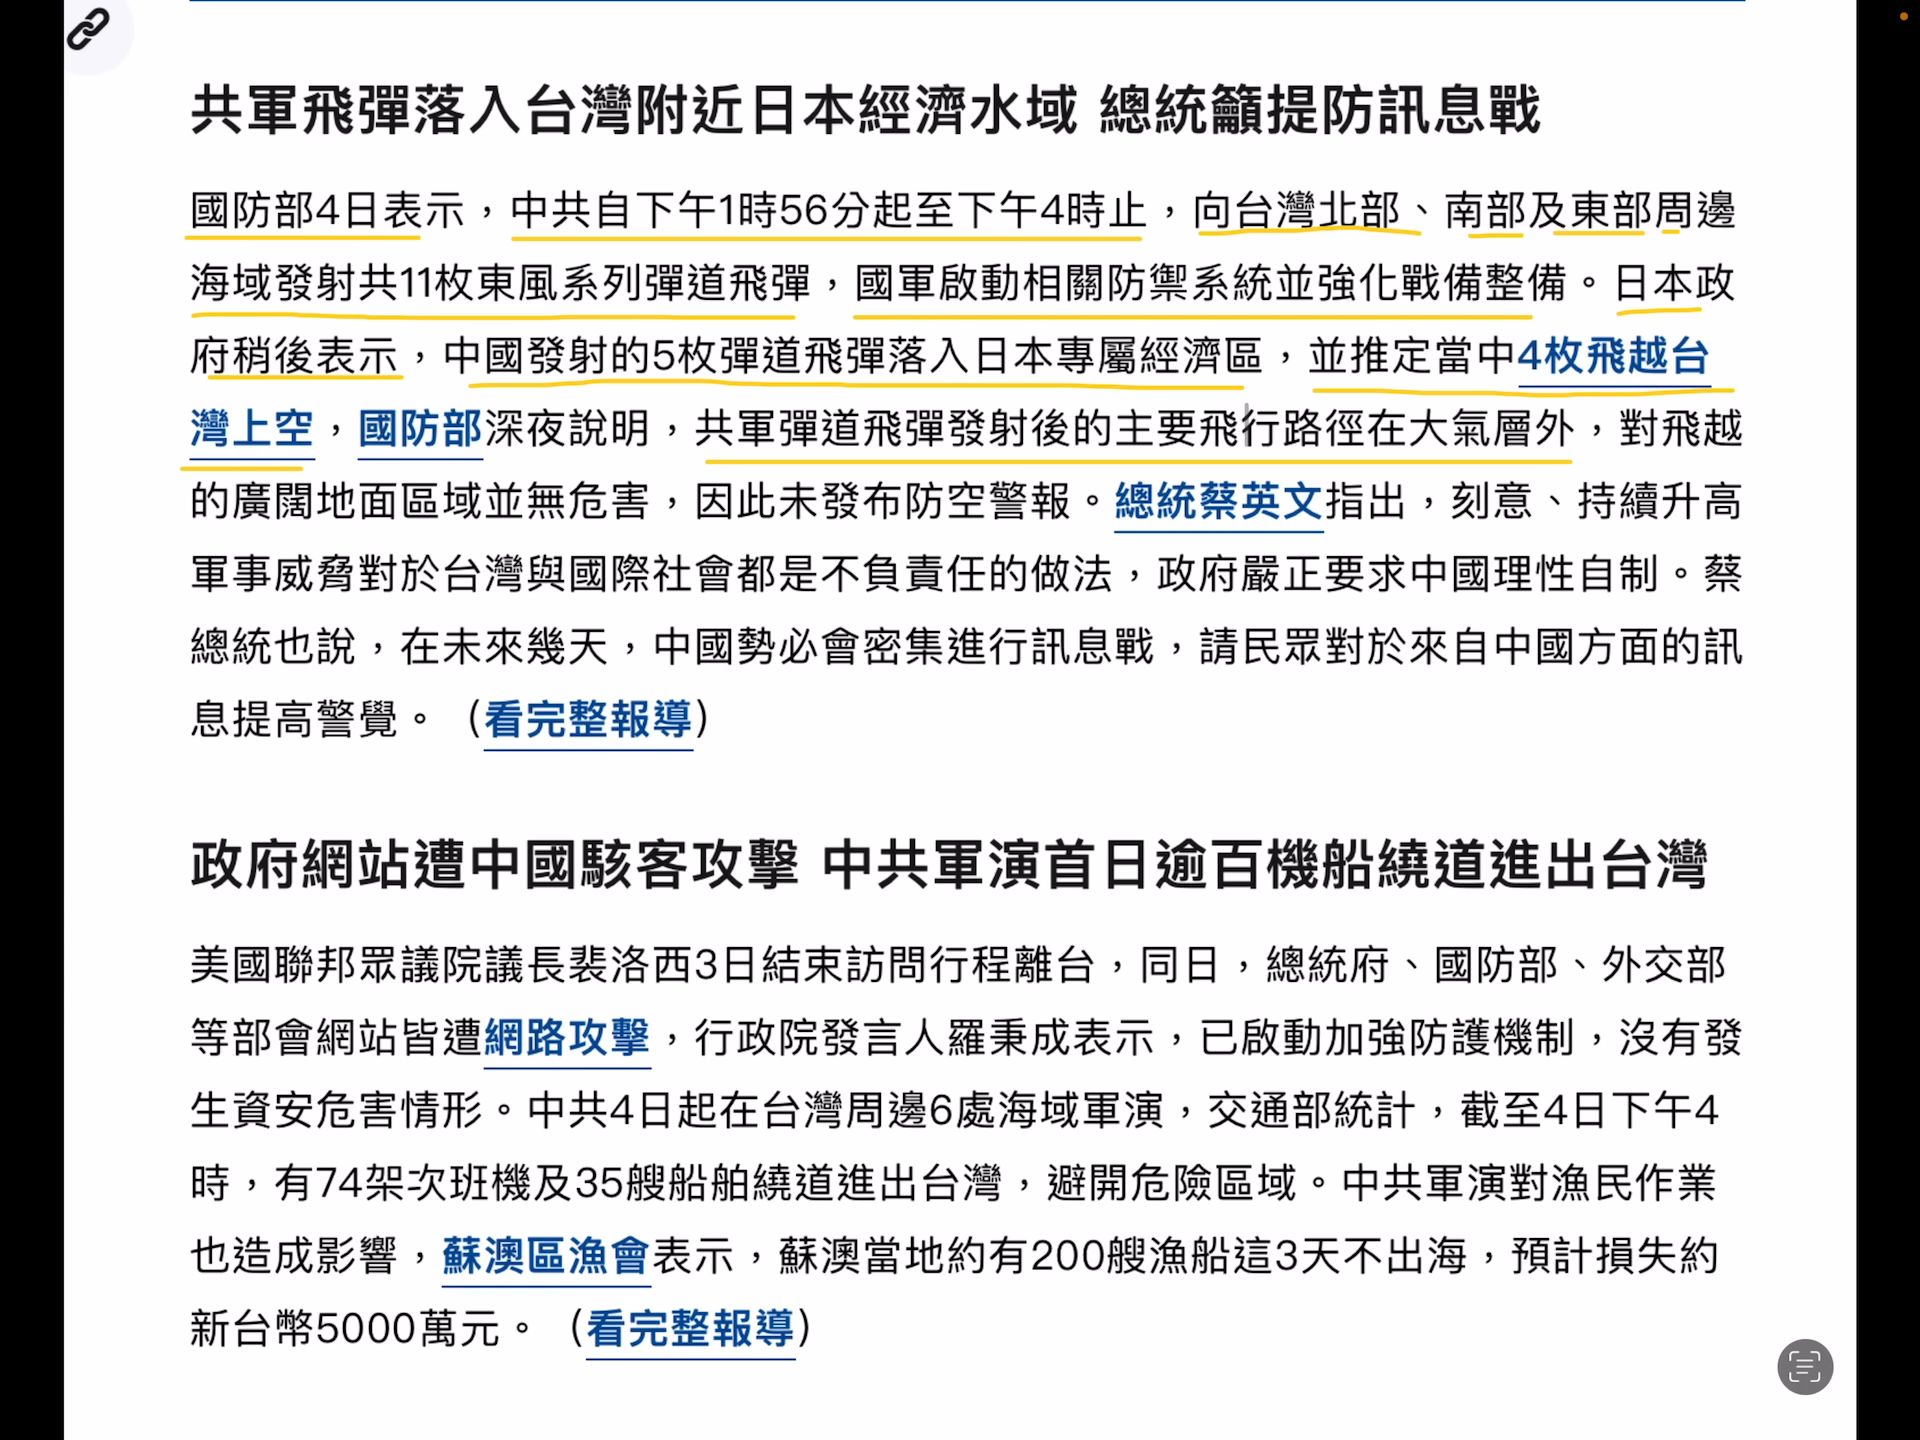 共軍飛彈落入台灣附近日本經濟水域 總統籲提防訊息戰
國防部4日表示，中共自下午1時56分起至下午4時止，向台灣北部、南部及東部周邊
海域發射共11枚東風系列彈道飛彈，國軍啟動相關防禦系統並強化戰備整備。日本政
府稍後表示，中國發射的5枚彈道飛彈落入日本專屬經濟區，並推定當中4枚飛越台
灣上空，國防部深夜說明，共軍彈道飛彈發射後的主要飛行路徑在大氣層外，對飛越
的廣闊地面區域並無危害，因此未發布防空警報。總統蔡英文指出，刻意、持續升高
軍事威脅對於台灣與國際社會都是不負責任的做法，政府嚴正要求中國理性自制。蔡
總統也說，在未來幾天，中國勢必會密集進行訊息戰，請民眾對於來自中國方面的訊
息提高警覺。（看完整報導）
政府網站遭中國駭客攻擊 中共軍演首日逾百機船繞道進出台灣
美國聯邦眾議院議長裴洛西3日結束訪問行程離台，同日，總統府、國防部、外交部
等部會網站皆遭網路攻擊，行政院發言人羅秉成表示，已啟動加強防護機制，沒有發
生資安危害情形。中共4日起在台灣周邊6處海域軍演，交通部統計，截至4日下午4
時，有74架次班機及35艘船舶繞道進出台灣，避開危險區域。中共軍演對漁民作業
也造成影響，蘇澳區漁會表示，蘇澳當地約有200艘漁船這3天不出海，預計損失約
新台幣5000萬元。（看完整報導）